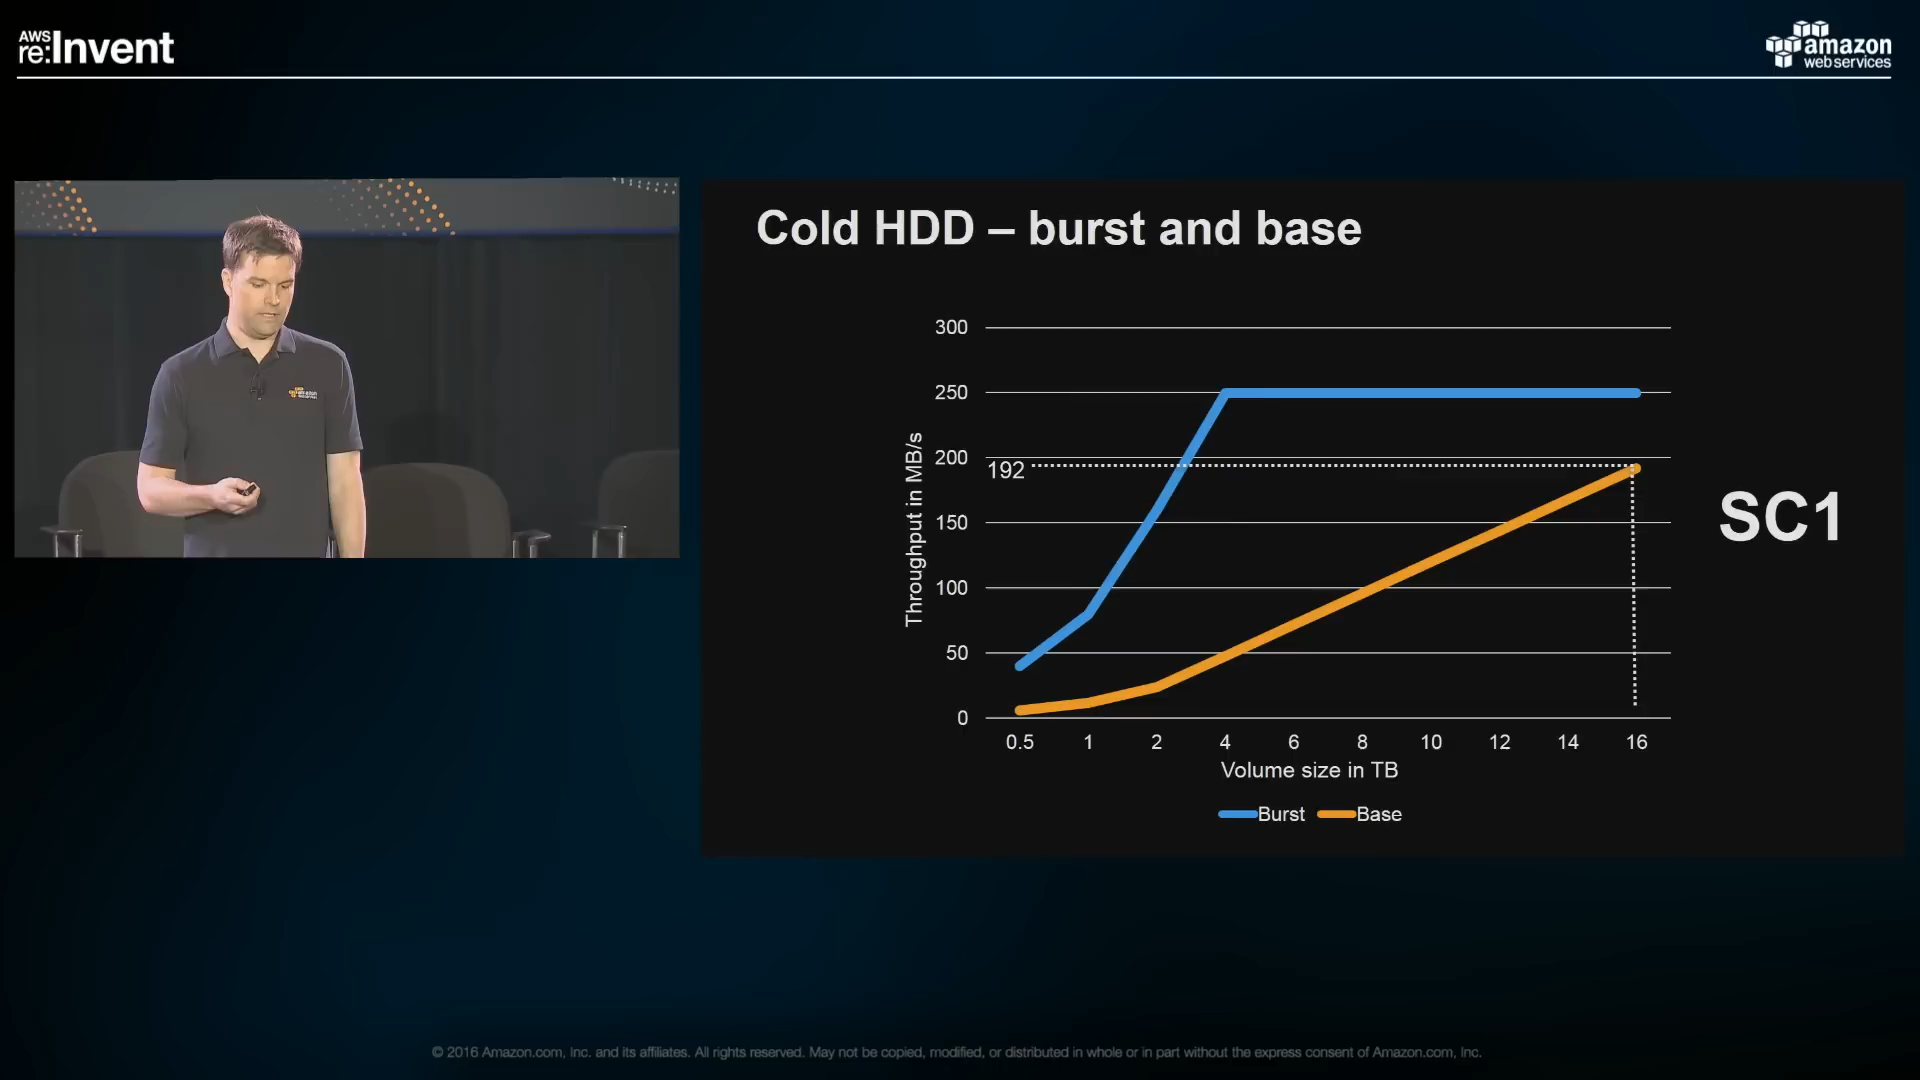 AWS
re:Invent
amazon
web services
Cold HDD – burst and base
300
250
200
192
150
100
50
0
Throughput in MB/s
0.5 1 2 4 6 8 10 12 14 16
Volume size in TB
Burst Base
SC1
© 2016 Amazon.com, Inc. and its affiliates. All rights reserved. May not be copied, modified, or distributed in whole or in part without the express consent of Amazon.com, Inc.